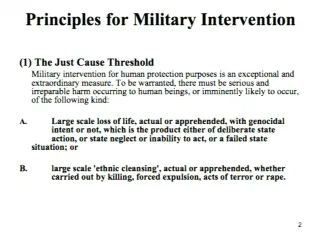 Principles for Military Intervention
(1) The Just Cause Threshold
Military intervention for human protection purposes is an exceptional and
extraordinary measure. To be warranted, there must be serious and
irreparable harm occurring to human beings, or imminently likely to occur,
of the following kind:
A. Large scale loss of life, actual or apprehended, with genocidal
intent or not, which is the product either of deliberate state
action, or state neglect or inability to act, or a failed state
situation; or
B. large scale 'ethnic cleansing', actual or apprehended, whether
carried out by killing, forced expulsion, acts of terror or rape.
2